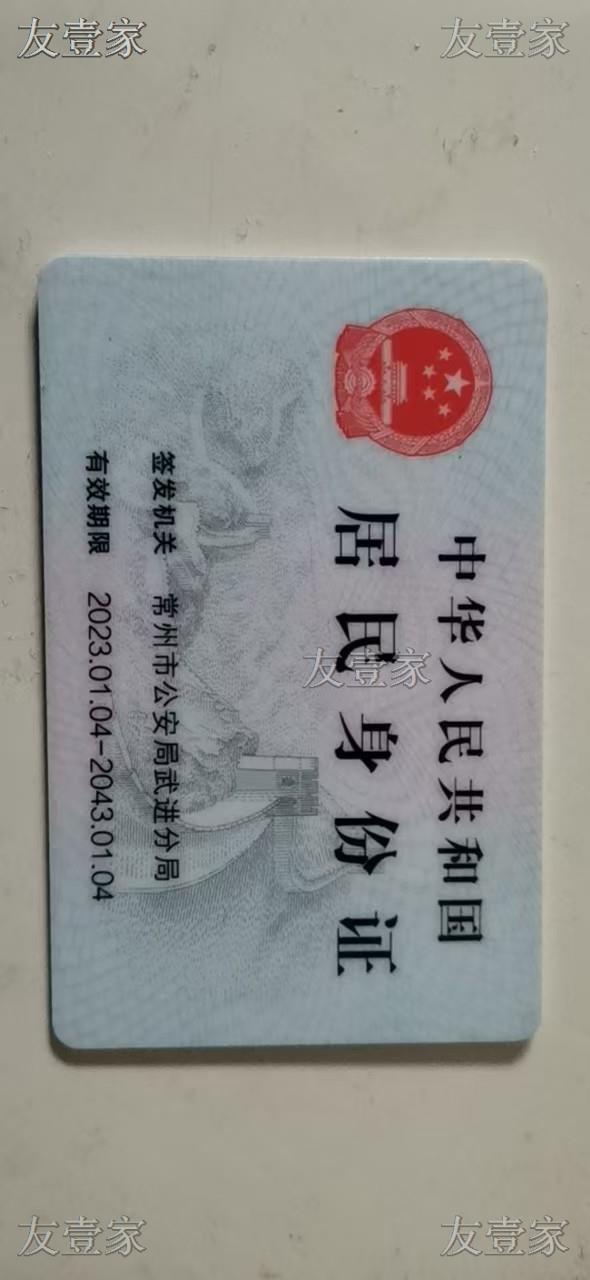 友壹家 友壹家
中华人民共和国
居民身份证
友壹家
签发机关 常州市公安局武进分局
有效期限 2023.01.04-2043.01.04
友壹家 友壹家